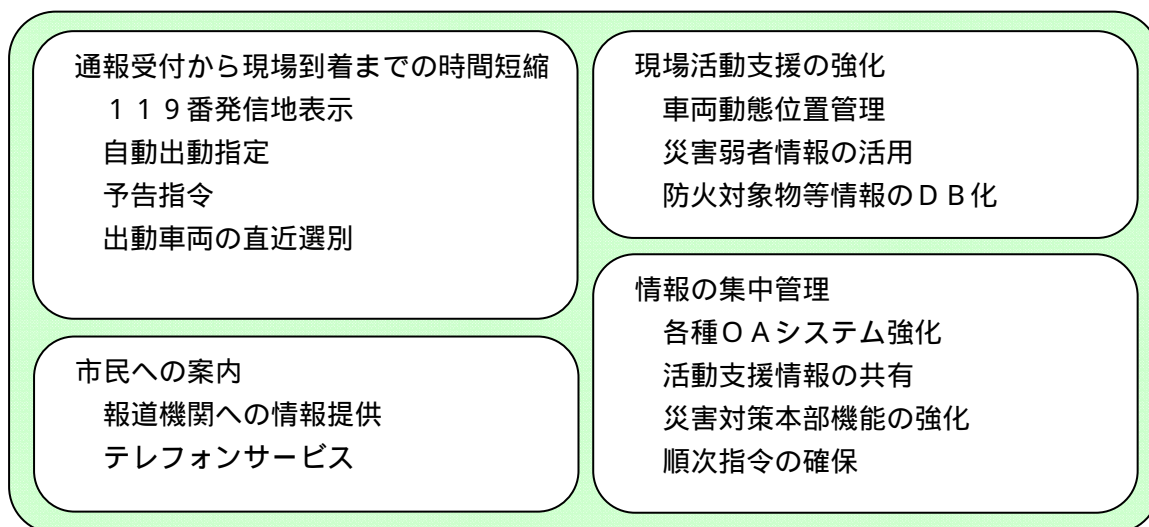 通報受付から現場到着までの時間短縮
１１９番発信地表示
自動出動指定
予告指令
出動車両の直近選別
市民への案内
報道機関への情報提供
テレフォンサービス
現場活動支援の強化
車両動態位置管理
災害弱者情報の活用
防火対象物等情報のＤＢ化
情報の集中管理
各種ＯＡシステム強化
活動支援情報の共有
災害対策本部機能の強化
順次指令の確保